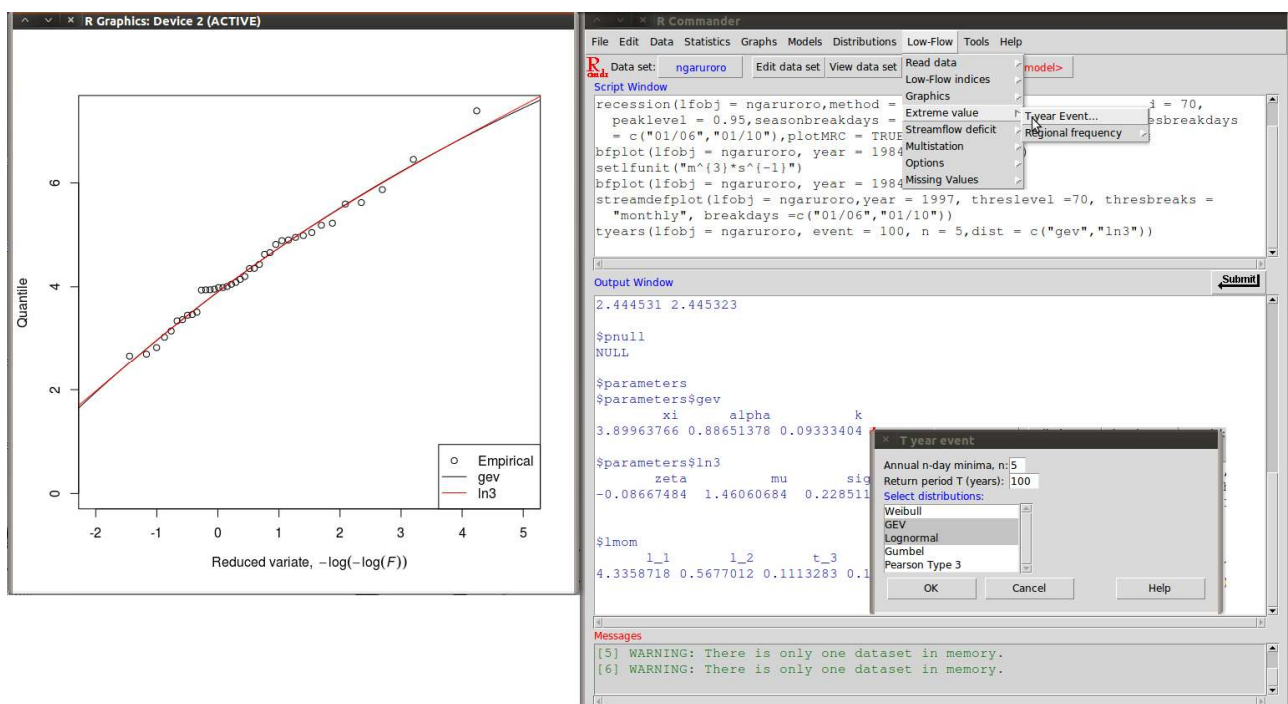 R Graphics: Device 2 (ACTIVE)
Quantile
6
4
2
0
-2 -1 0 1 2 3 4 5
Reduced variate, −log(−log(F))
Empirical
gev
ln3
R Commander
File Edit Data Statistics Graphs Models Distributions Low-Flow Tools Help
R cmdr Data set: ngaruroro Edit data set View data set model>
Read data
Low-Flow indices
Graphics
Extreme value
Streamflow deficit
Multistation
Options
Missing Values
T year Event...
Regional frequency
Script Window
recession(lfobj = ngaruroro,method = = 70,
peaklevel = 0.95,seasonbreakdays = esbreakdays
= c("01/06","01/10"),plotMRC = TRUE
bfplot(lfobj = ngaruroro, year = 1984
setlfunit("m^{3}*s^{-1}")
bfplot(lfobj = ngaruroro, year = 1984
streamdefplot(lfobj = ngaruroro,year = 1997, threslevel =70, thresbreaks =
"monthly", breakdays =c("01/06","01/10"))
tyears(lfobj = ngaruroro, event = 100, n = 5,dist = c("gev","ln3"))
Output Window
Submit
2.444531 2.445323
$pnull
NULL
$parameters
$parameters$gev
xi alpha k
3.89963766 0.88651378 0.09333404
$parameters$ln3
zeta mu sig
-0.08667484 1.46060684 0.228511
$lmom
l_1 l_2 t_3
4.3358718 0.5677012 0.1113283 0.1
T year event
Annual n-day minima, n: 5
Return period T (years): 100
Select distributions:
Weibull
GEV
Lognormal
Gumbel
Pearson Type 3
OK Cancel Help
Messages
[5] WARNING: There is only one dataset in memory.
[6] WARNING: There is only one dataset in memory.